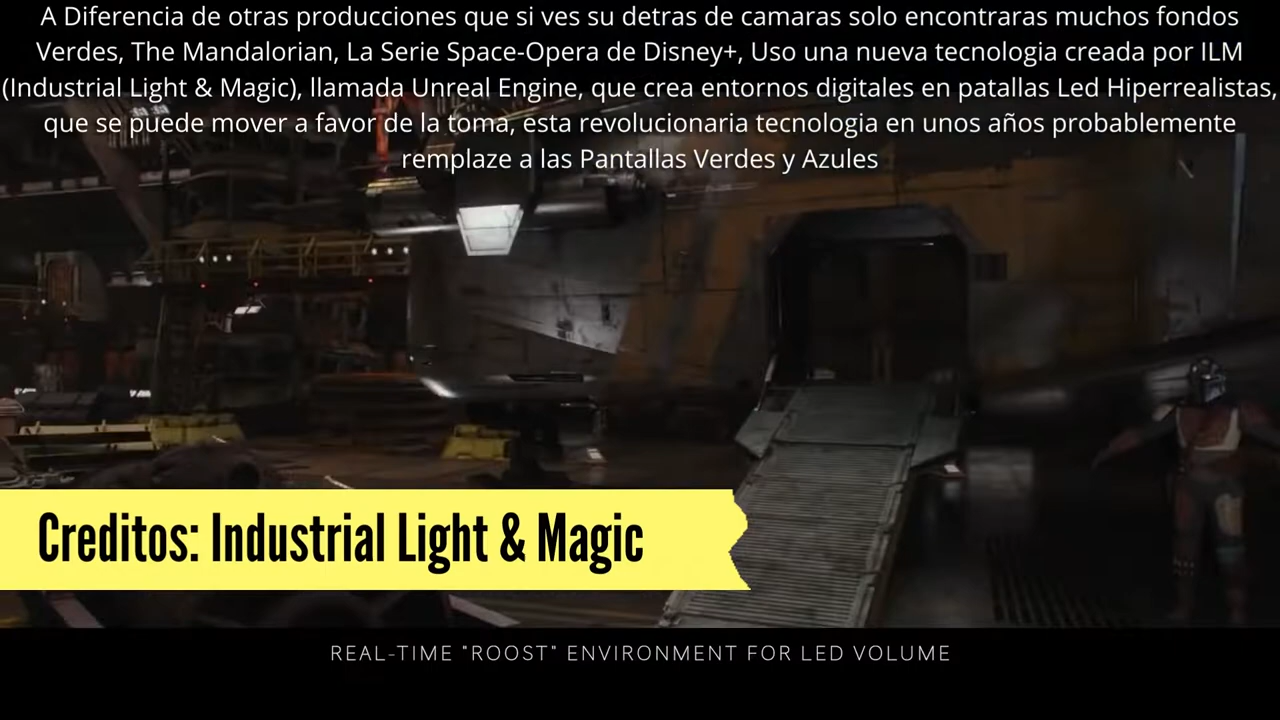 A Diferencia de otras producciones que si ves su detras de camaras solo encontraras muchos fondos
Verdes, The Mandalorian, La Serie Space-Opera de Disney+, Uso una nueva tecnologia creada por ILM
(Industrial Light & Magic), llamada Unreal Engine, que crea entornos digitales en patallas Led Hiperrealistas,
que se puede mover a favor de la toma, esta revolucionaria tecnologia en unos años probablemente
remplaze a las Pantallas Verdes y Azules
Creditos: Industrial Light & Magic
REAL-TIME "ROOST" ENVIRONMENT FOR LED VOLUME